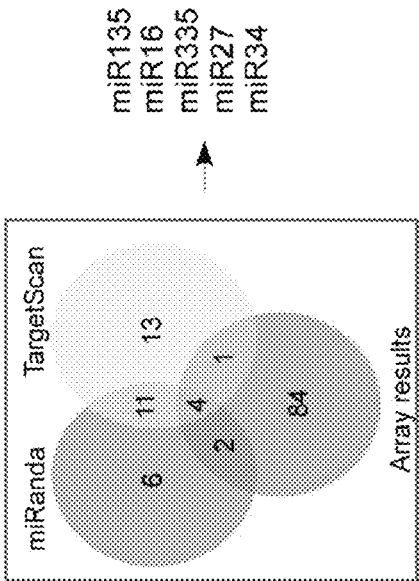 miRanda
TargetScan
6
11
13
4
2
1
84
Array results
miR135
miR16
miR335
miR27
miR34